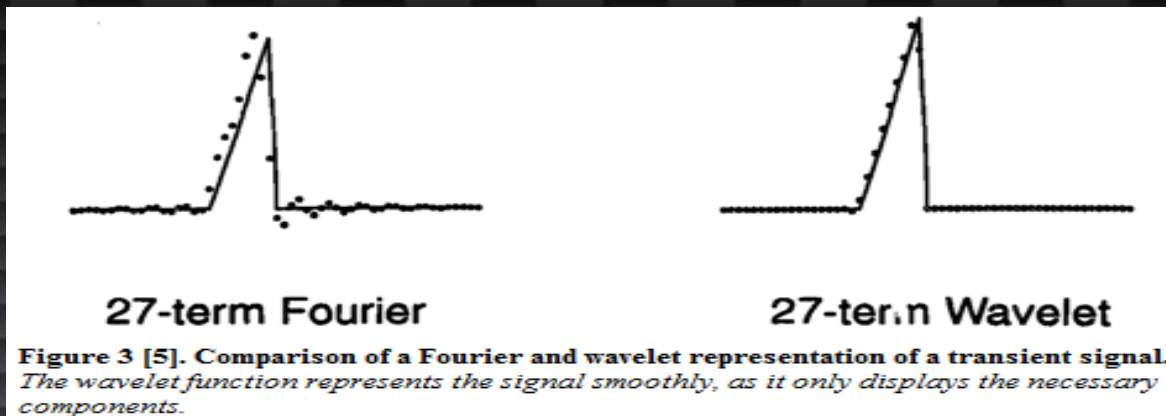 27-term Fourier
27-ter.n Wavelet
Figure 3 [5]. Comparison of a Fourier and wavelet representation of a transient signal.
The wavelet function represents the signal smoothly, as it only displays the necessary
components.